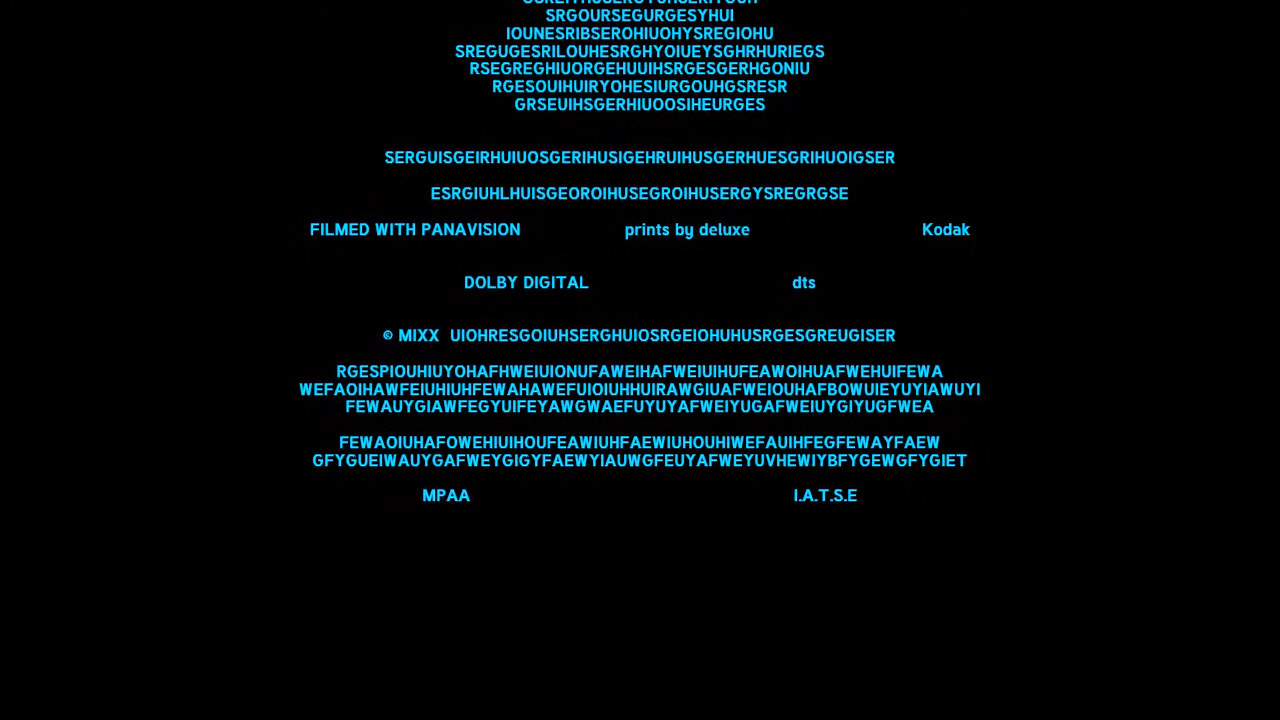 SRGOURSEGURGESYHUI
IOUNESRIBSEROHIUOHYSREGIOHU
SREGUGESRILOUHESRGHYOIUEYSGHRHURIEGS
RSEGREGHIUORGEHUUIHSRGESGERHGONIU
RGESOUIHUIRYOHESIURGOUHGSRESR
GRSEUIHSGERHIUOOSIHEURGES
SERGUISGEIRHUIUOSGERIHUSIGEHRUIHUSGERHUESGRIHUOIGSER
ESRGIUHLHUISGEOROIHUSEGROIHUSERGYSREGRGSE
FILMED WITH PANAVISION prints by deluxe Kodak
DOLBY DIGITAL dts
© MIXX UIOHRESGOIUHSERGHUIOSRGEIOHUHUSRGESGREUGISER
RGESPIOUHIUYOHAFHWEIUIONUFAWEIHAFWEIUIHUFEAWOIHUAFWEHUIFEWA
WEFAOIHAWFEIUHIUHFEWAHAWEFUIOIUHHUIRAWGIUAFWEIOUHAFBOWUIEYUYIAWUYI
FEWAUYGIAWFEGYUIFEYAWGWAEFUYUYAFWEIYUGAFWEIUYGIYUGFWEA
FEWAOIUHAFOWEHIUIHOUFEAWIUHFAEWIUHOUHIWEFAUIHFEGFEWAYFAEW
GFYGUEIWAUYGAFWEYGIGYFAEWYIAUWGFEUYAFWEYUVHEWIYBFYGEWGFYGIET
MPAA I.A.T.S.E